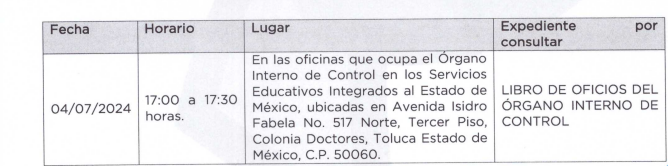 Fecha
Horario
Lugar
Expediente por
consultar
04/07/2024
17:00 a 17:30
horas.
En las oficinas que ocupa el Órgano
Interno de Control en los Servicios
Educativos Integrados al Estado de
México, ubicadas en Avenida Isidro
Fabela No. 517 Norte, Tercer Piso,
Colonia Doctores, Toluca Estado de
México, C.P. 50060.
LIBRO DE OFICIOS DEL
ÓRGANO INTERNO DE
CONTROL